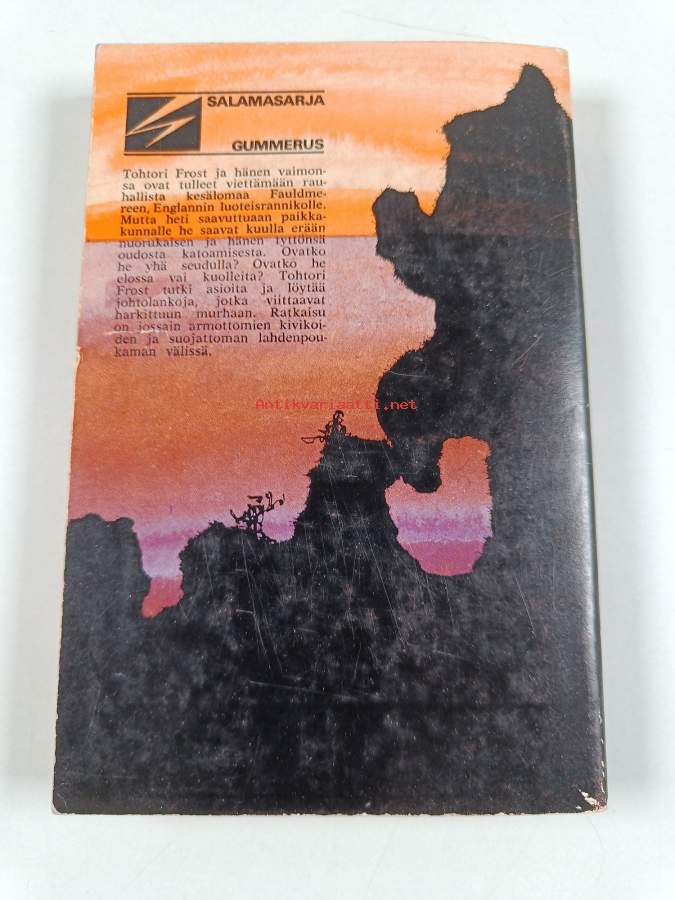 SALAMASARJA
GUMMERUS
Tohtori Frost ja hänen vaimon-
sa ovat tulleet viettämään rau-
hallista kesälomaa Fauldme-
reen, Englannin luoteisrannikolle.
Mutta heti saavuttuaan paikka-
kunnalle he saavat kuulla erään
nuorukaisen ja hänen tyttönsä
oudosta katoamisesta. Ovatko
he yhä seudulla? Ovatko he
elossa vai kuolleita? Tohtori
Frost tutki asioita ja löytää
johtolankoja, jotka viittaavat
harkittuun murhaan. Ratkaisu
on jossain armottomien kivikoi-
den ja suojattoman lahdenpou-
kaman välissä.
Antikvariaatti.net